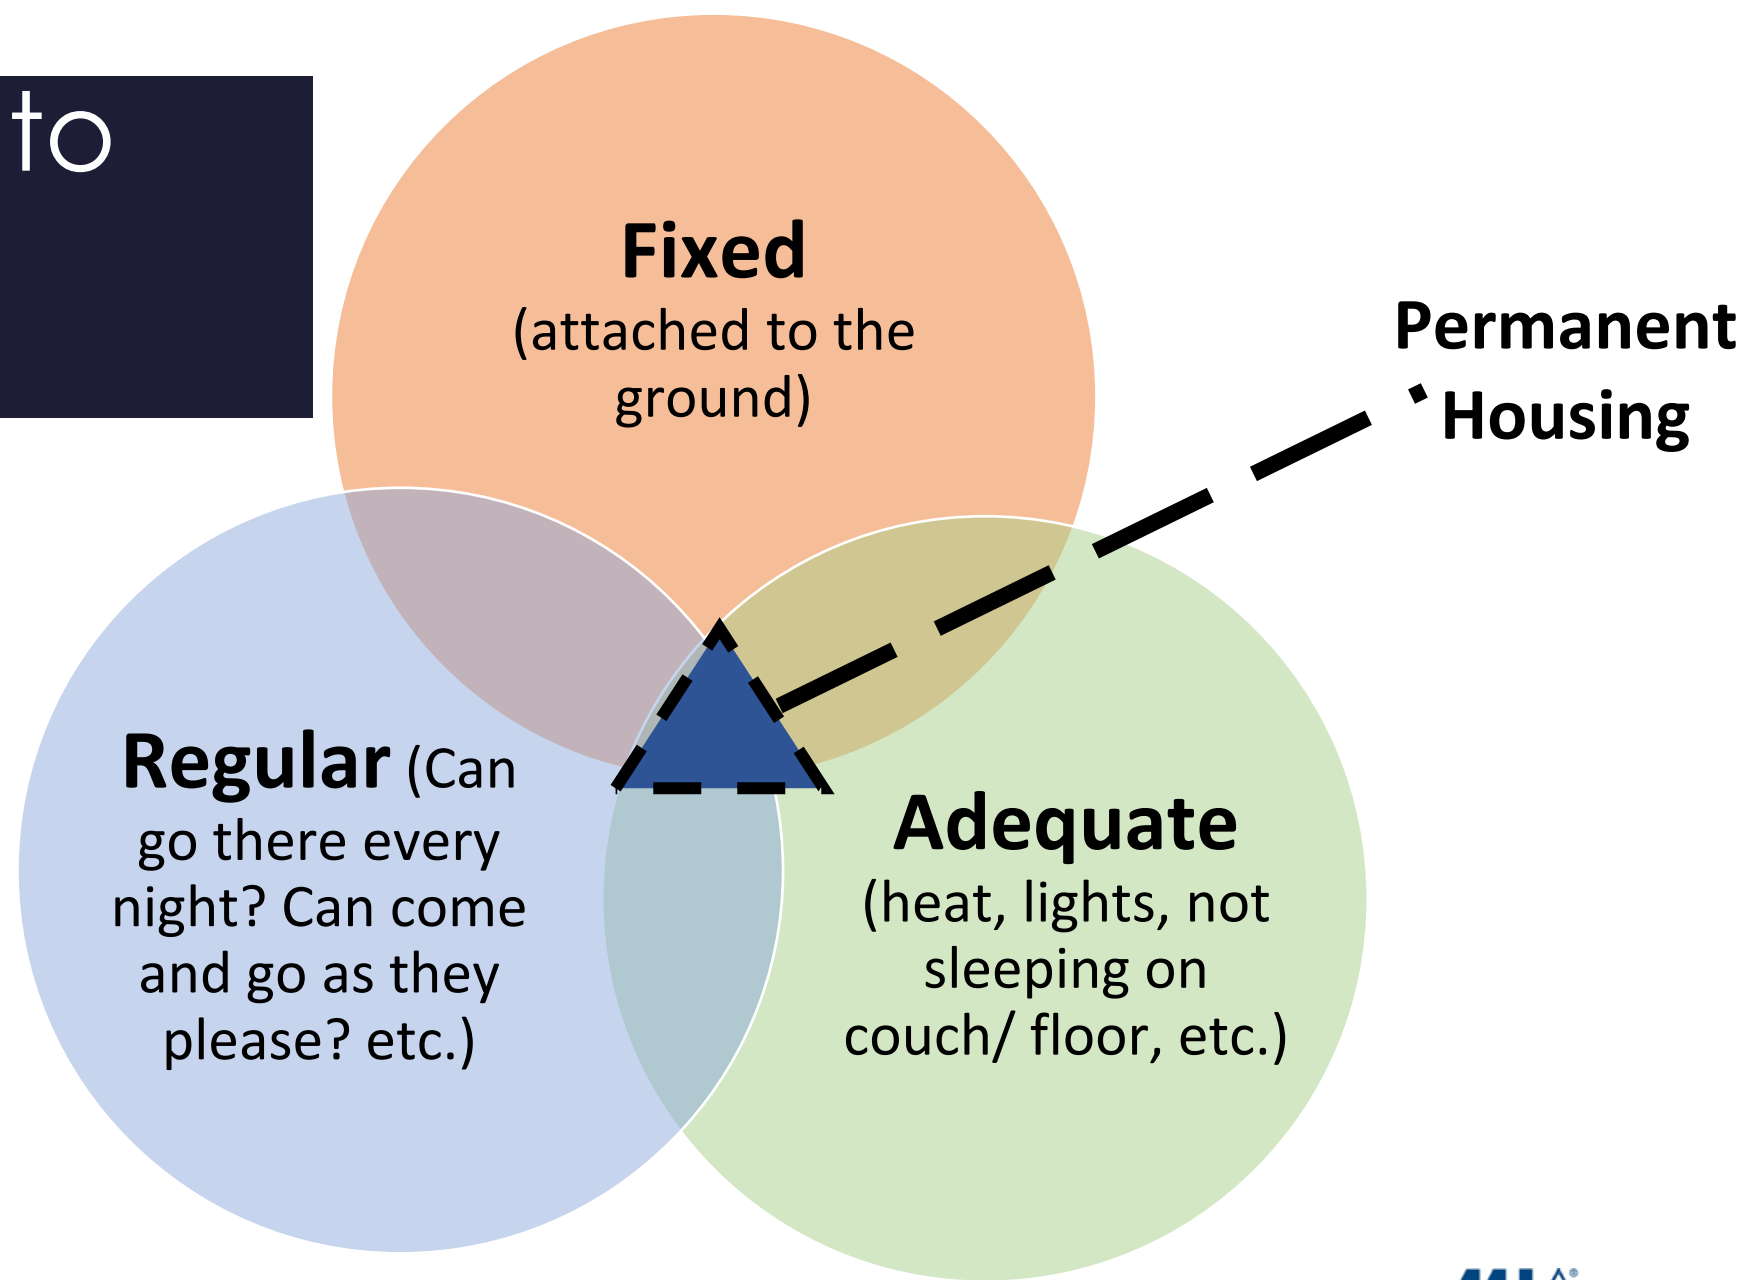 to
Fixed
(attached to the
ground)
Permanent
Housing
Regular (Can
go there every
night? Can come
and go as they
please? etc.)
Adequate
(heat, lights, not
sleeping on
couch/ floor, etc.)